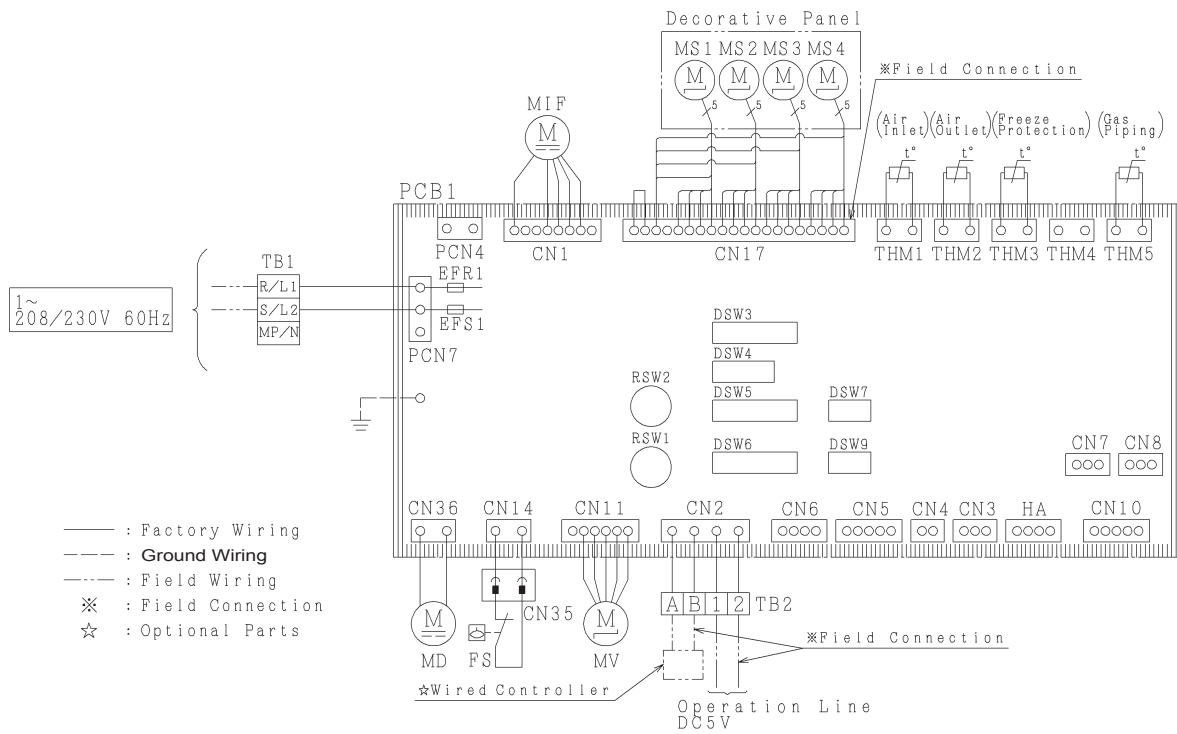 Decorative Panel
MS1 MS2 MS3 MS4
M M M M
5 5 5 5
※Field Connection
MIF
M
(Air Inlet)
(Air Outlet)
(Freeze Protection)
(Gas Piping)
t° t° t° t°
PCB1
PCN4
CN1
CN17
THM1 THM2 THM3 THM4 THM5
TB1
R/L1
S/L2
MP/N
EFR1
EFS1
PCN7
1~
208/230V 60Hz
DSW3
DSW4
RSW2
DSW5
DSW7
RSW1
DSW6
DSW9
CN7 CN8
CN36 CN14 CN11 CN2 CN6 CN5 CN4 CN3 HA CN10
: Factory Wiring
: Ground Wiring
: Field Wiring
※ : Field Connection
☆ : Optional Parts
CN35
A B 1 2 TB2
M
M
MD
FS
MV
※Field Connection
☆Wired Controller
Operation Line
DC5V